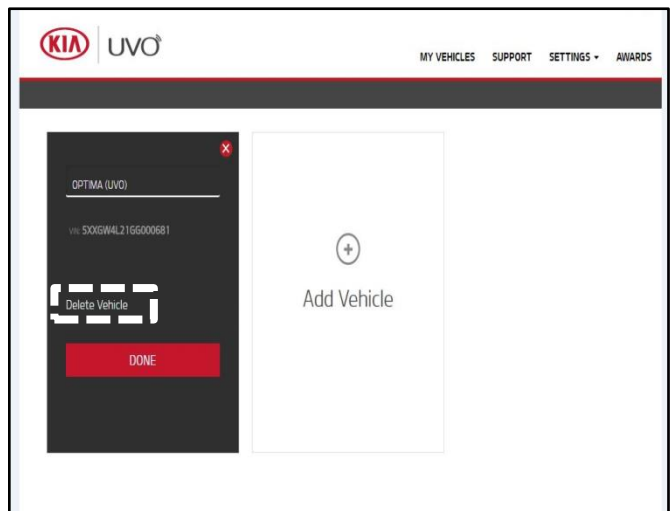 KIA UVO
MY VEHICLES SUPPORT SETTINGS AWARDS
OPTIMA (UVO)
VIN: 5XXGW4L21GG000681
Delete Vehicle
DONE
Add Vehicle